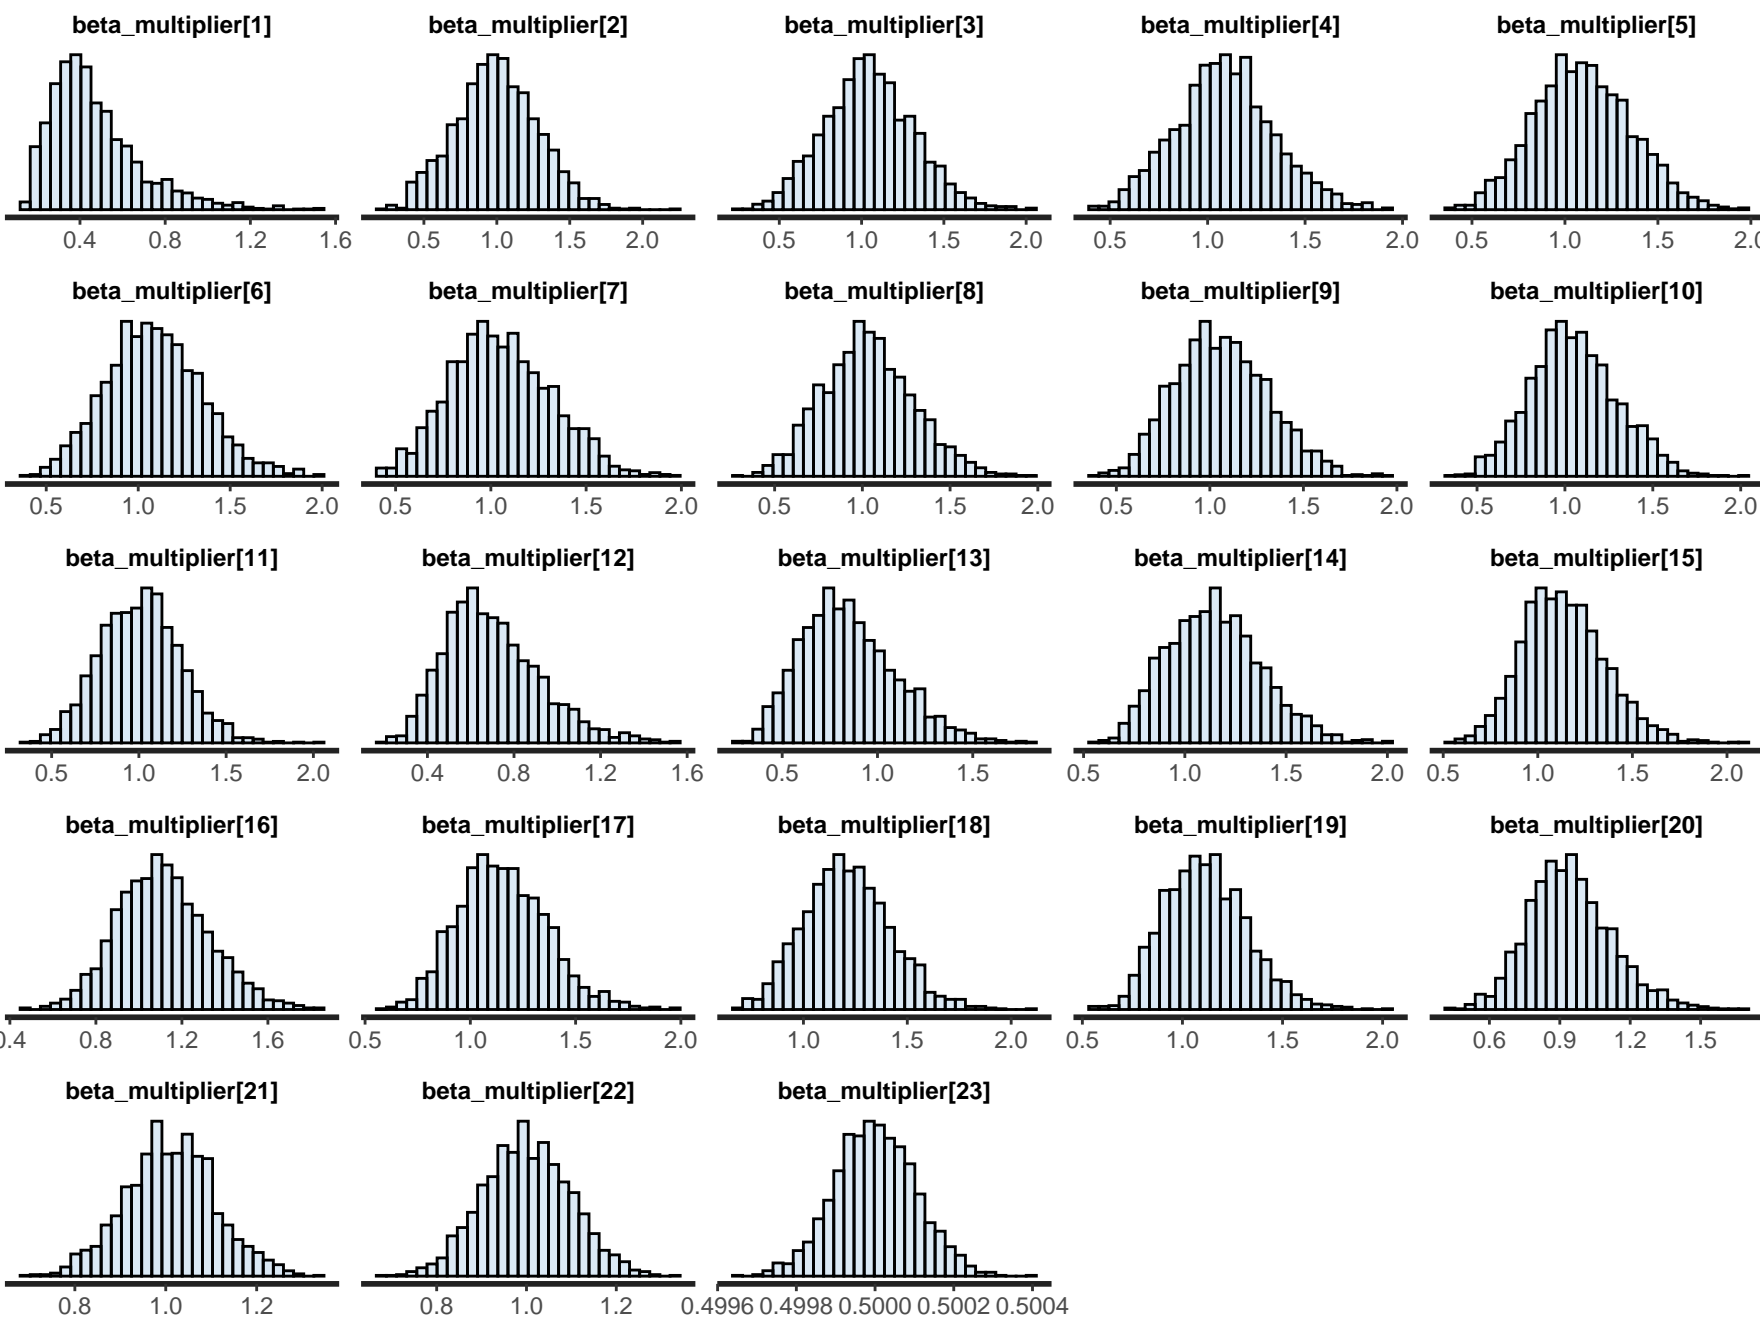 beta_multiplier[1] beta_multiplier[2] beta_multiplier[3] beta_multiplier[4] beta_multiplier[5]
0.4 0.8 1.2 1.6 0.5 1.0 1.5 2.0 0.5 1.0 1.5 2.0 0.5 1.0 1.5 2.0 0.5 1.0 1.5 2.0
beta_multiplier[6] beta_multiplier[7] beta_multiplier[8] beta_multiplier[9] beta_multiplier[10]
0.5 1.0 1.5 2.0 0.5 1.0 1.5 2.0 0.5 1.0 1.5 2.0 0.5 1.0 1.5 2.0 0.5 1.0 1.5 2.0
beta_multiplier[11] beta_multiplier[12] beta_multiplier[13] beta_multiplier[14] beta_multiplier[15]
0.5 1.0 1.5 2.0 0.4 0.8 1.2 1.6 0.5 1.0 1.5 0.5 1.0 1.5 2.0 0.5 1.0 1.5 2.0
beta_multiplier[16] beta_multiplier[17] beta_multiplier[18] beta_multiplier[19] beta_multiplier[20]
0.4 0.8 1.2 1.6 0.5 1.0 1.5 2.0 1.0 1.5 2.0 0.5 1.0 1.5 2.0 0.6 0.9 1.2 1.5
beta_multiplier[21] beta_multiplier[22] beta_multiplier[23]
0.8 1.0 1.2 0.8 1.0 1.2 0.4996 0.4998 0.5000 0.5002 0.5004